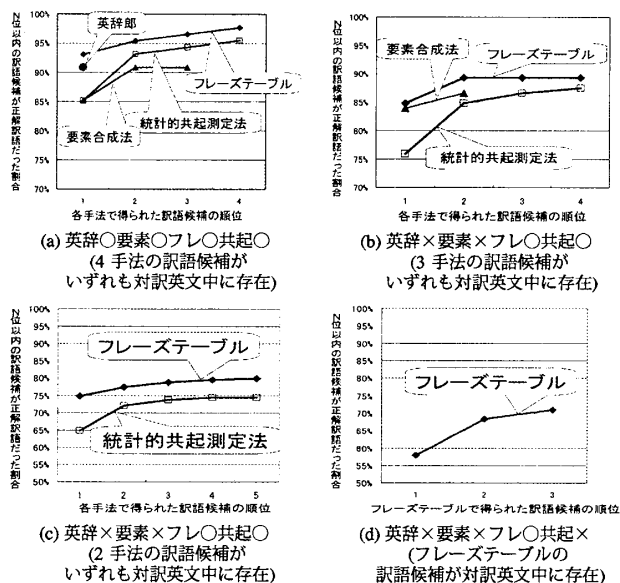 N位以内の訳語候補が正解訳語だった割合
100%
95%
90%
85%
80%
75%
70%
英辞郎
フレーズテーブル
統計的共起測定法
要素合成法
1
2
3
4
各手法で得られた訳語候補の順位
(a) 英辞○要素○フレ○共起○
(4 手法の訳語候補が
いずれも対訳英文中に存在)
N位以内の訳語候補が正解訳語だった割合
100%
95%
90%
85%
80%
75%
70%
要素合成法
フレーズテーブル
統計的共起測定法
1
2
3
4
各手法で得られた訳語候補の順位
(b) 英辞×要素×フレ○共起○
(3 手法の訳語候補が
いずれも対訳英文中に存在)
N位以内の訳語候補が正解訳語だった割合
100%
95%
90%
85%
80%
75%
70%
65%
60%
55%
50%
フレーズテーブル
統計的共起測定法
1
2
3
4
5
各手法で得られた訳語候補の順位
(c) 英辞×要素×フレ○共起○
(2 手法の訳語候補が
いずれも対訳英文中に存在)
N位以内の訳語候補が正解訳語だった割合
100%
95%
90%
85%
80%
75%
70%
65%
60%
55%
50%
フレーズテーブル
1
2
3
フレーズテーブルで得られた訳語候補の順位
(d) 英辞×要素×フレ○共起×
(フレーズテーブルの
訳語候補が対訳英文中に存在)